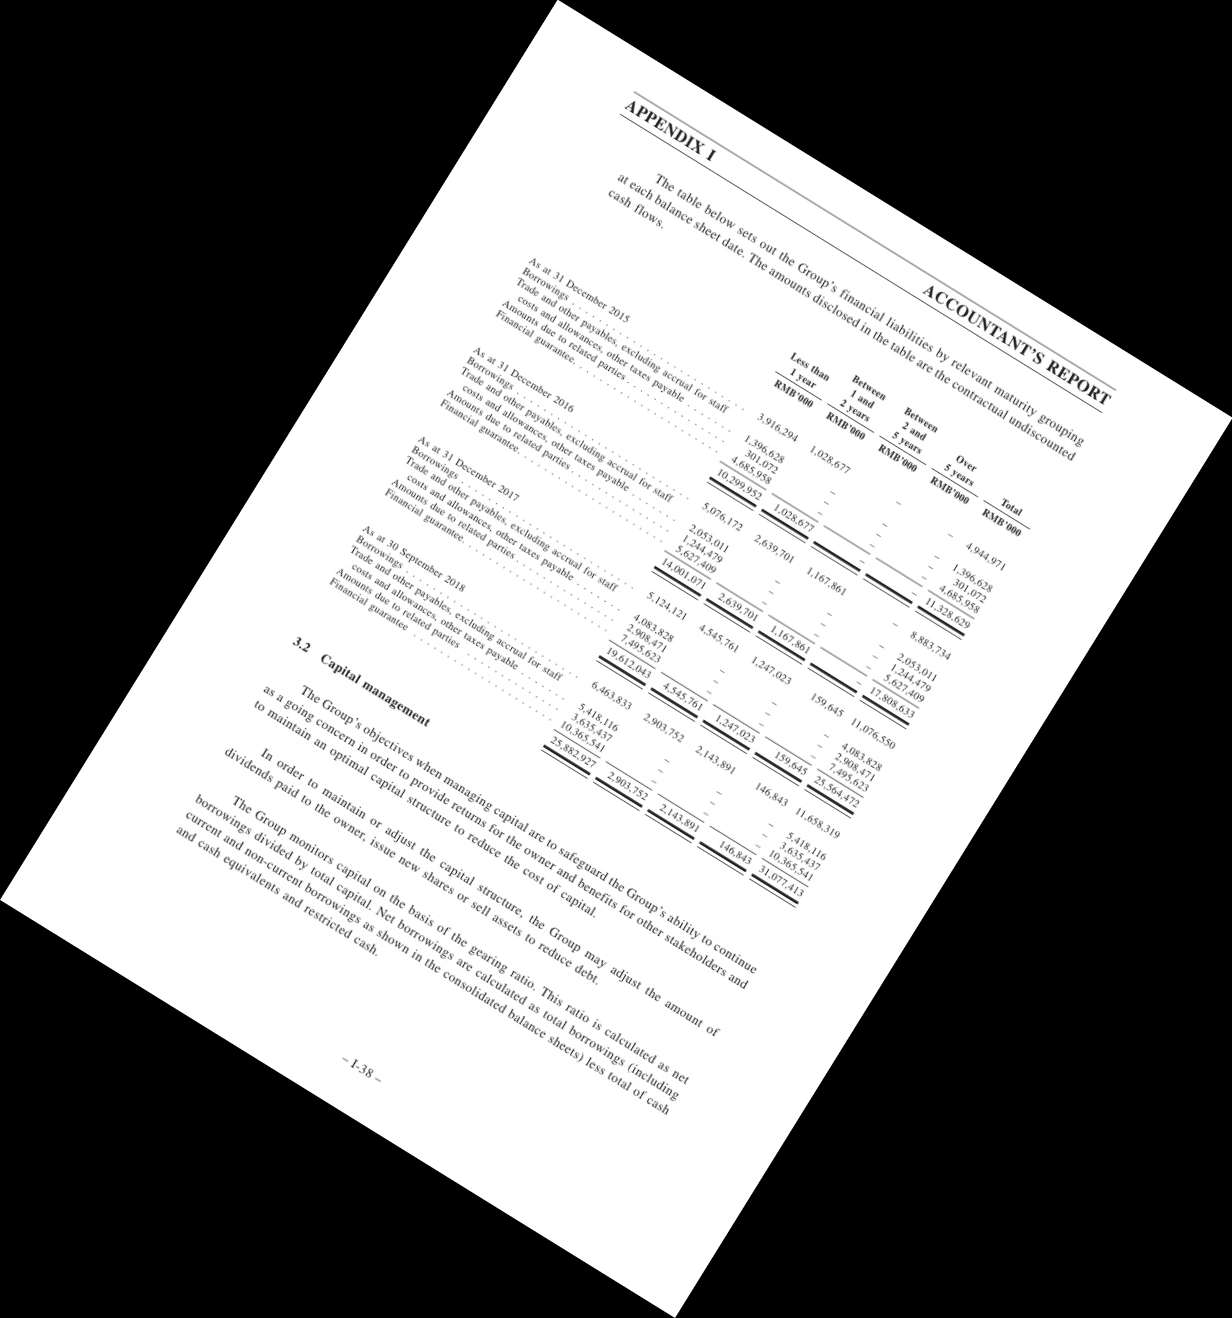 APPENDIX I ACCOUNTANT'S REPORT
The table below sets out the Group's financial liabilities by relevant maturity grouping
at each balance sheet date. The amounts disclosed in the table are the contractual undiscounted
cash flows.
Less than 1 year Between 1 and 2 years Between 2 and 5 years Over 5 years Total
RMB'000 RMB'000 RMB'000 RMB'000 RMB'000
As at 31 December 2015
Borrowings . . . . . . . . . . . . . . . . . . . . . . . . . . . 3,916,294 1,028,677 – – 4,944,971
Trade and other payables, excluding accrual for staff
costs and allowances, other taxes payable . . . . . . . . 1,396,628 – – – 1,396,628
Amounts due to related parties . . . . . . . . . . . . . . . 301,072 – – – 301,072
Financial guarantee. . . . . . . . . . . . . . . . . . . . . . . 4,685,958 – – – 4,685,958
10,299,952 1,028,677 – – 11,328,629
As at 31 December 2016
Borrowings . . . . . . . . . . . . . . . . . . . . . . . . . . . 5,076,172 2,639,701 1,167,861 – 8,883,734
Trade and other payables, excluding accrual for staff
costs and allowances, other taxes payable . . . . . . . . 2,053,011 – – – 2,053,011
Amounts due to related parties . . . . . . . . . . . . . . . 1,244,479 – – – 1,244,479
Financial guarantee. . . . . . . . . . . . . . . . . . . . . . . 5,627,409 – – – 5,627,409
14,001,071 2,639,701 1,167,861 – 17,808,633
As at 31 December 2017
Borrowings . . . . . . . . . . . . . . . . . . . . . . . . . . . 5,124,121 4,545,761 1,247,023 159,645 11,076,550
Trade and other payables, excluding accrual for staff
costs and allowances, other taxes payable . . . . . . . . 4,083,828 – – – 4,083,828
Amounts due to related parties . . . . . . . . . . . . . . . 2,908,471 – – – 2,908,471
Financial guarantee. . . . . . . . . . . . . . . . . . . . . . . 7,495,623 – – – 7,495,623
19,612,043 4,545,761 1,247,023 159,645 25,564,472
As at 30 September 2018
Borrowings . . . . . . . . . . . . . . . . . . . . . . . . . . . 6,463,833 2,903,752 2,143,891 146,843 11,658,319
Trade and other payables, excluding accrual for staff
costs and allowances, other taxes payable . . . . . . . . 5,418,116 – – – 5,418,116
Amounts due to related parties . . . . . . . . . . . . . . . 3,635,437 – – – 3,635,437
Financial guarantee . . . . . . . . . . . . . . . . . . . . . . . 10,365,541 – – – 10,365,541
25,882,927 2,903,752 2,143,891 146,843 31,077,413
3.2 Capital management
The Group's objectives when managing capital are to safeguard the Group's ability to continue
as a going concern in order to provide returns for the owner and benefits for other stakeholders and
to maintain an optimal capital structure to reduce the cost of capital.
In order to maintain or adjust the capital structure, the Group may adjust the amount of
dividends paid to the owner, issue new shares or sell assets to reduce debt.
The Group monitors capital on the basis of the gearing ratio. This ratio is calculated as net
borrowings divided by total capital. Net borrowings are calculated as total borrowings (including
current and non-current borrowings as shown in the consolidated balance sheets) less total of cash
and cash equivalents and restricted cash.
– I-38 –